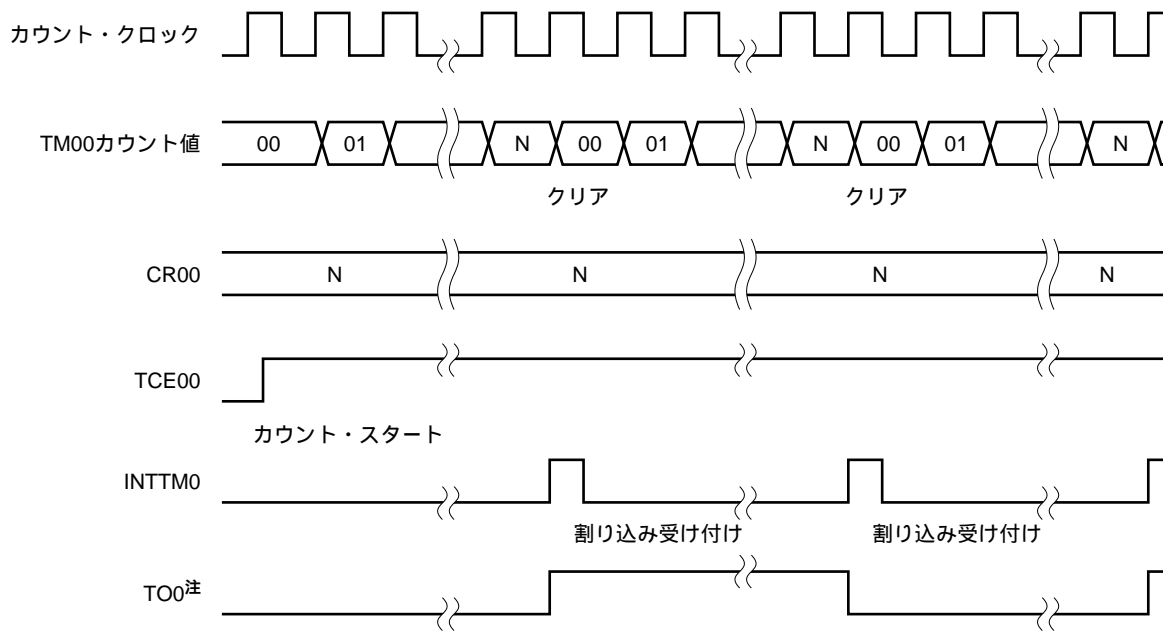 カウント・クロック
TM00カウント値 00 01 N 00 01 N 00 01 N
クリア クリア
CR00 N N N N
TCE00
カウント・スタート
INTTM0
割り込み受け付け 割り込み受け付け
TO0注